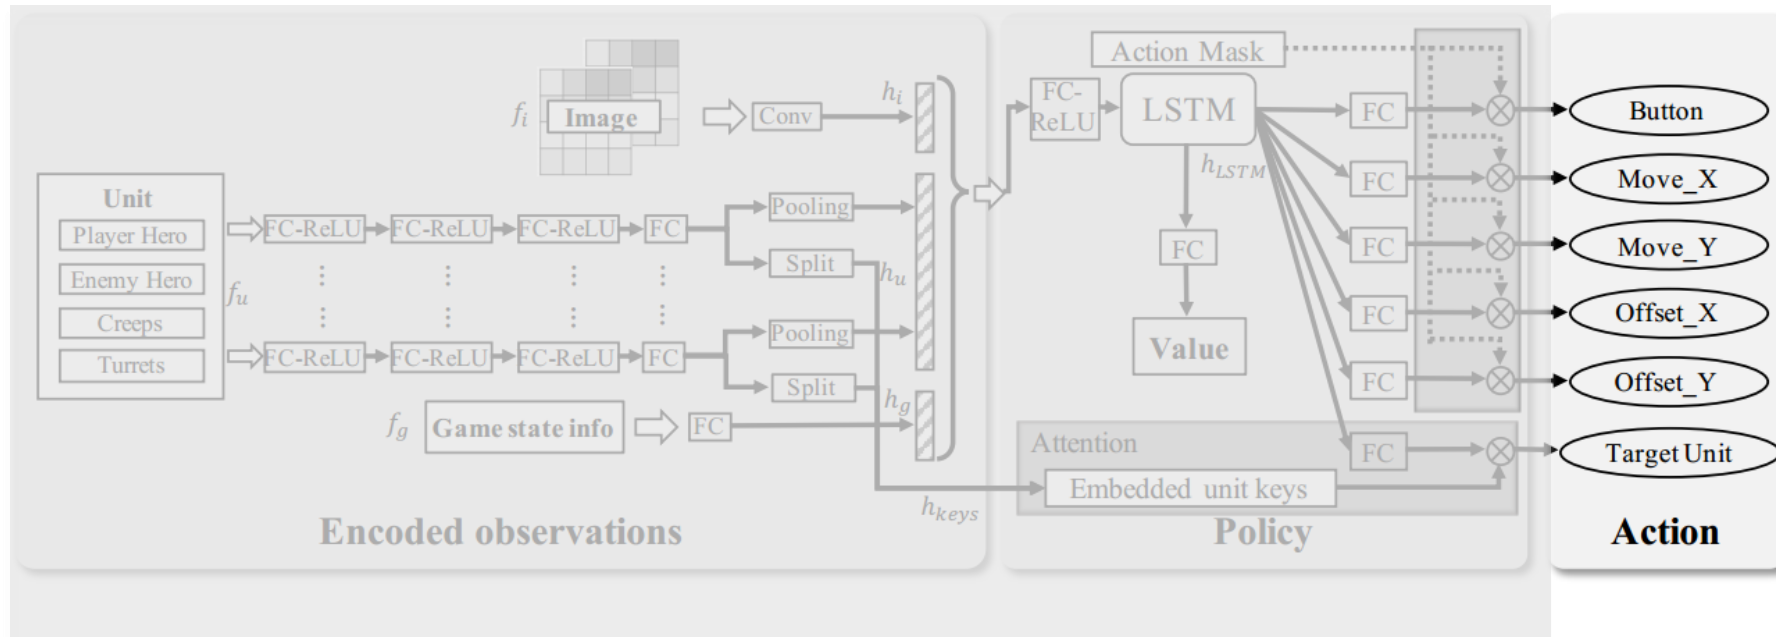 Action Mask
FC-
ReLU
LSTM
FC
Button
f_i
Image
Conv
h_i
h_LSTM
FC
Move_X
Unit
Player Hero
Enemy Hero
Creeps
Turrets
f_u
FC-ReLU
FC-ReLU
FC-ReLU
FC
Pooling
Split
h_u
FC
FC
Move_Y
FC
Offset_X
FC-ReLU
FC-ReLU
FC-ReLU
FC
Pooling
Split
Value
FC
Offset_Y
f_g
Game state info
FC
h_g
Attention
FC
Target Unit
Embedded unit keys
h_keys
Encoded observations
Policy
Action